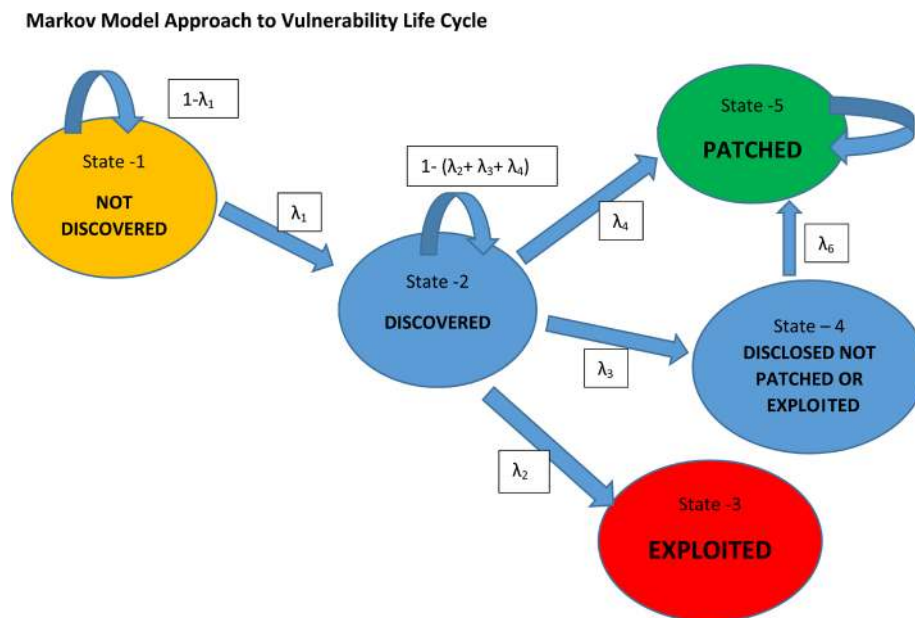 Markov Model Approach to Vulnerability Life Cycle
1-λ₁
State -1
NOT
DISCOVERED
λ₁
1- (λ₂+ λ₃+ λ₄)
State -2
DISCOVERED
λ₄
State -5
PATCHED
λ₆
λ₃
State – 4
DISCLOSED NOT
PATCHED OR
EXPLOITED
λ₂
State -3
EXPLOITED